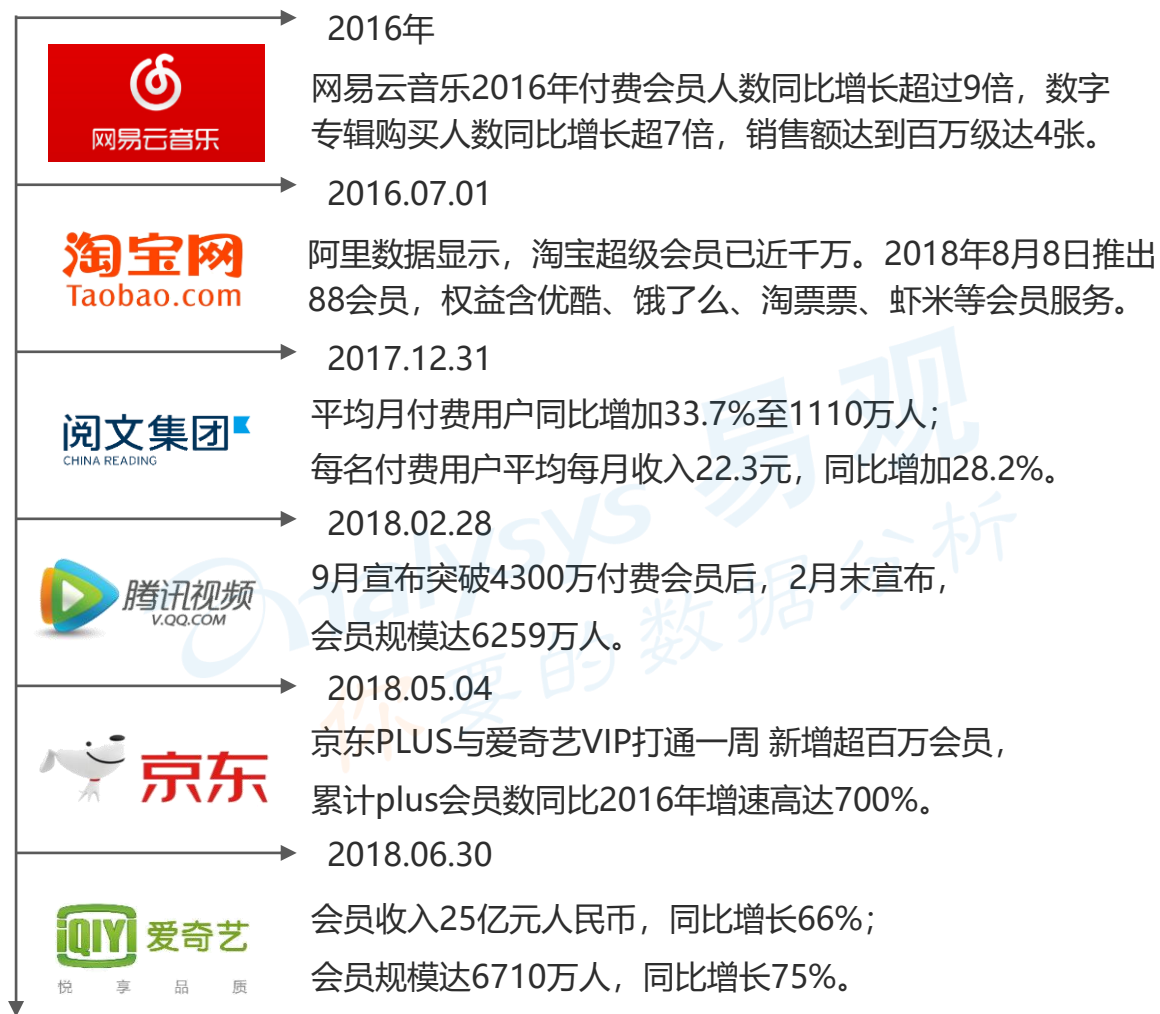 2016年
网易云音乐
网易云音乐2016年付费会员人数同比增长超过9倍，数字
专辑购买人数同比增长超7倍，销售额达到百万级达4张。
2016.07.01
淘宝网
Taobao.com
阿里数据显示，淘宝超级会员已近千万。2018年8月8日推出
88会员，权益含优酷、饿了么、淘票票、虾米等会员服务。
2017.12.31
阅文集团
CHINA READING
平均月付费用户同比增加33.7%至1110万人；
每名付费用户平均每月收入22.3元，同比增加28.2%。
2018.02.28
腾讯视频
V.QQ.COM
9月宣布突破4300万付费会员后，2月末宣布，
会员规模达6259万人。
2018.05.04
京东
京东PLUS与爱奇艺VIP打通一周 新增超百万会员，
累计plus会员数同比2016年增速高达700%。
2018.06.30
iQIYI 爱奇艺
悦享品质
会员收入25亿元人民币，同比增长66%；
会员规模达6710万人，同比增长75%。
analysys 易观
你要的数据分析